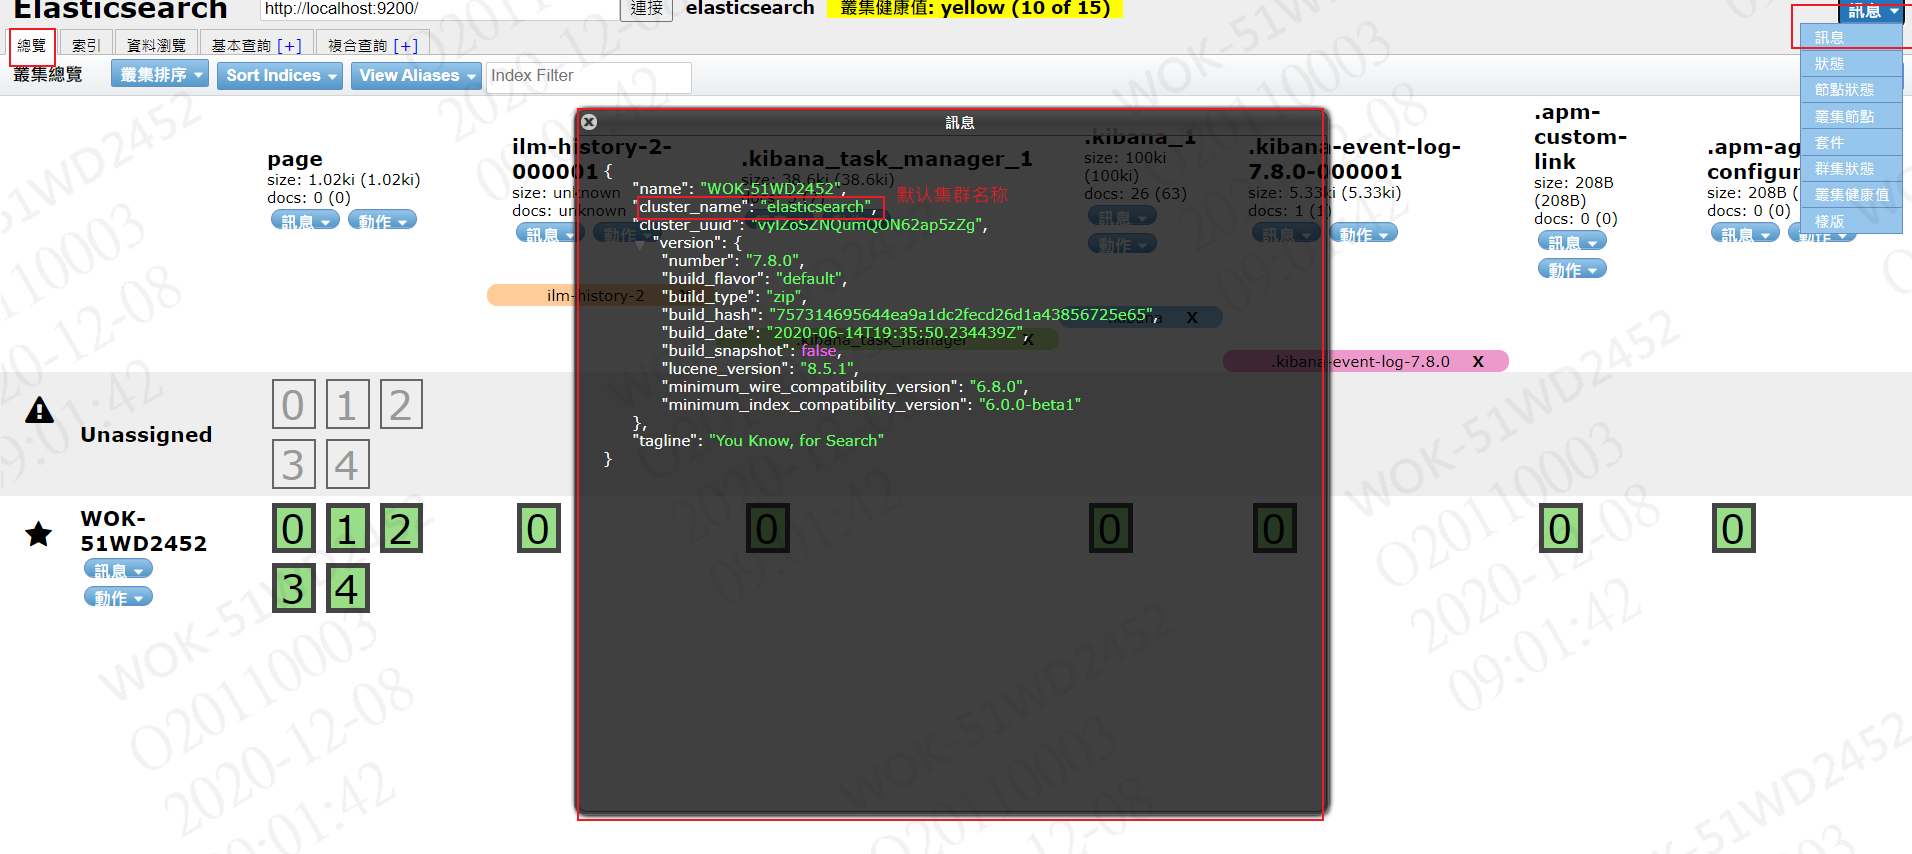 Elasticsearch
http://localhost:9200/
連接
elasticsearch
叢集健康值: yellow (10 of 15)
訊息
總覽
索引
資料瀏覽
基本查詢 [+]
複合查詢 [+]
訊息
狀態
節點狀態
叢集節點
套件
群集狀態
叢集健康值
樣版
叢集總覽
叢集排序
Sort Indices
View Aliases
Index Filter
page
size: 1.02ki (1.02ki)
docs: 0 (0)
訊息
動作
ilm-history-2-
000001
size: unknown
docs: unknown
訊息
動作
.kibana_task_manager_1
size: 38.6ki (38.6ki)
.kibana_1
size: 100ki
(100ki)
docs: 26 (63)
訊息
動作
.kibana-event-log-
7.8.0-000001
size: 5.33ki (5.33ki)
docs: 1 (1)
訊息
動作
.apm-
custom-
link
size: 208B
(208B)
docs: 0 (0)
訊息
動作
.apm-ag
configur
size: 208B (
docs: 0 (0)
訊息
動作
訊息
{
"name": "WOK-51WD2452",
"cluster_name": "elasticsearch",
默认集群名称
"cluster_uuid": "vyIZoSZNQumQON62ap5zZg",
"version": {
"number": "7.8.0",
"build_flavor": "default",
"build_type": "zip",
"build_hash": "757314695644ea9a1dc2fecd26d1a43856725e65",
"build_date": "2020-06-14T19:35:50.234439Z",
"build_snapshot": false,
"lucene_version": "8.5.1",
"minimum_wire_compatibility_version": "6.8.0",
"minimum_index_compatibility_version": "6.0.0-beta1"
},
"tagline": "You Know, for Search"
}
ilm-history-2
.kibana X
.kibana_task_manager X
.kibana-event-log-7.8.0 X
Unassigned
0 1 2
3 4
WOK-
51WD2452
訊息
動作
0 1 2
3 4
0
0
0
0
0
0
WOK-51WD2452
O20110003
2020-12-08
09:01:42